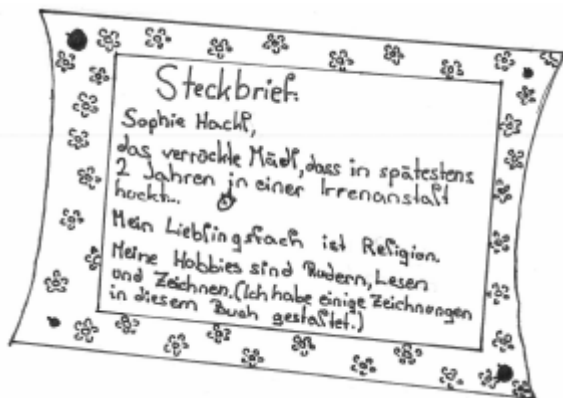 Steckbrief:
Sophie Hackl,
das verrückte Mädl, dass in spätestens
2 Jahren in einer Irrenanstalt
hockt...
Mein Lieblingsfach ist Religion.
Meine Hobbies sind Rudern, Lesen
und Zeichnen. (Ich habe einige Zeichnungen
in diesem Buch gestaltet.)